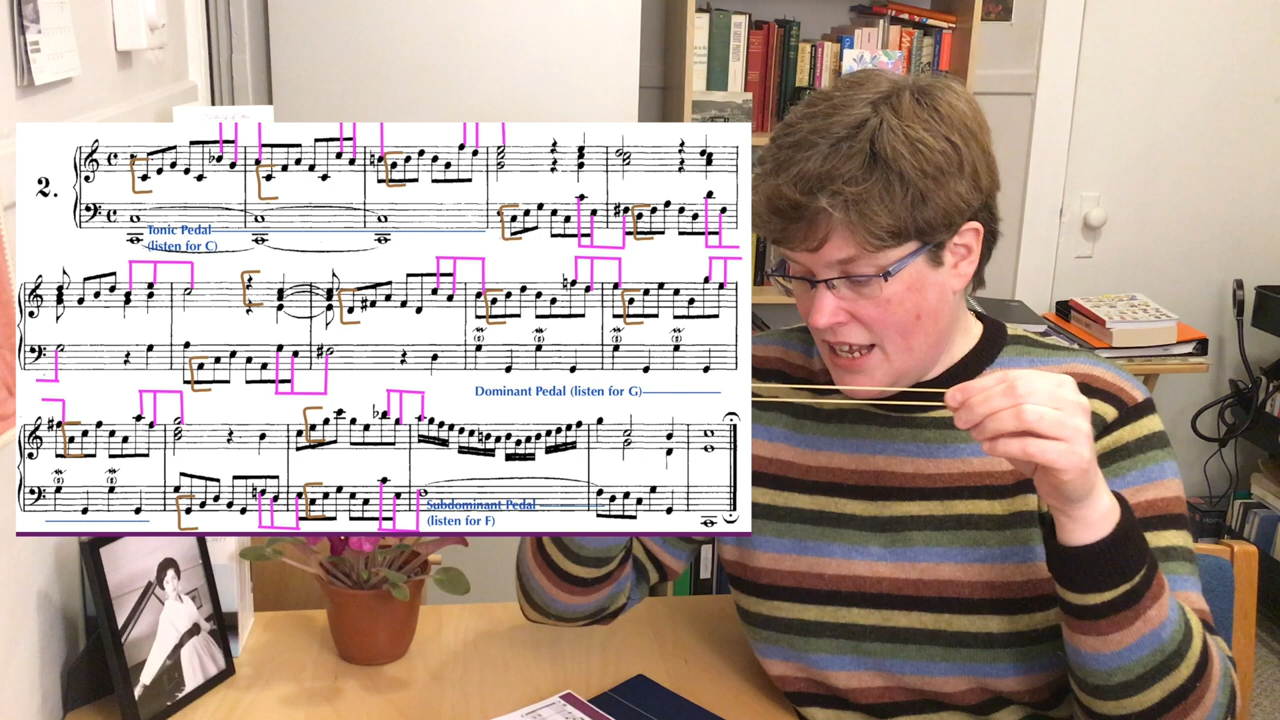 2.
Tonic Pedal
(listen for C)
Dominant Pedal (listen for G)
Subdominant Pedal
(listen for F)